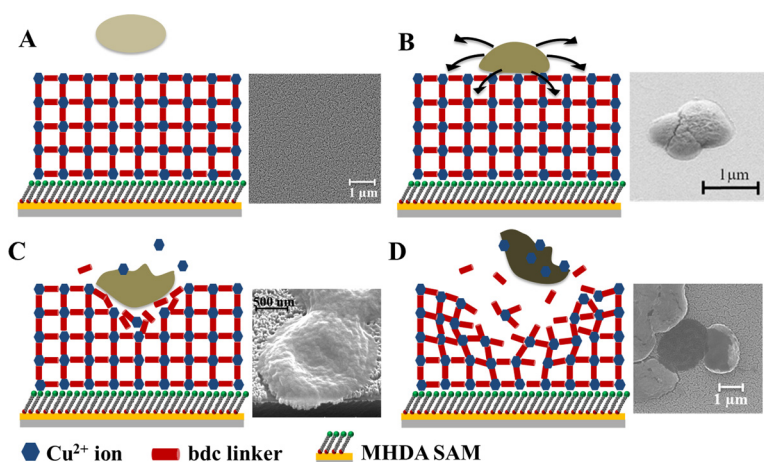 A
B
1 μm
1 μm
C
D
500 nm
1 μm
Cu²⁺ ion
bdc linker
MHDA SAM